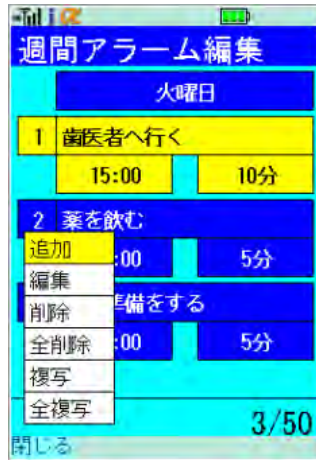 週間アラーム編集
火曜日
1 歯医者へ行く
15:00 10分
2 薬を飲む
:00 5分
準備をする
:00 5分
追加
編集
削除
全削除
複写
全複写
3/50
閉じる